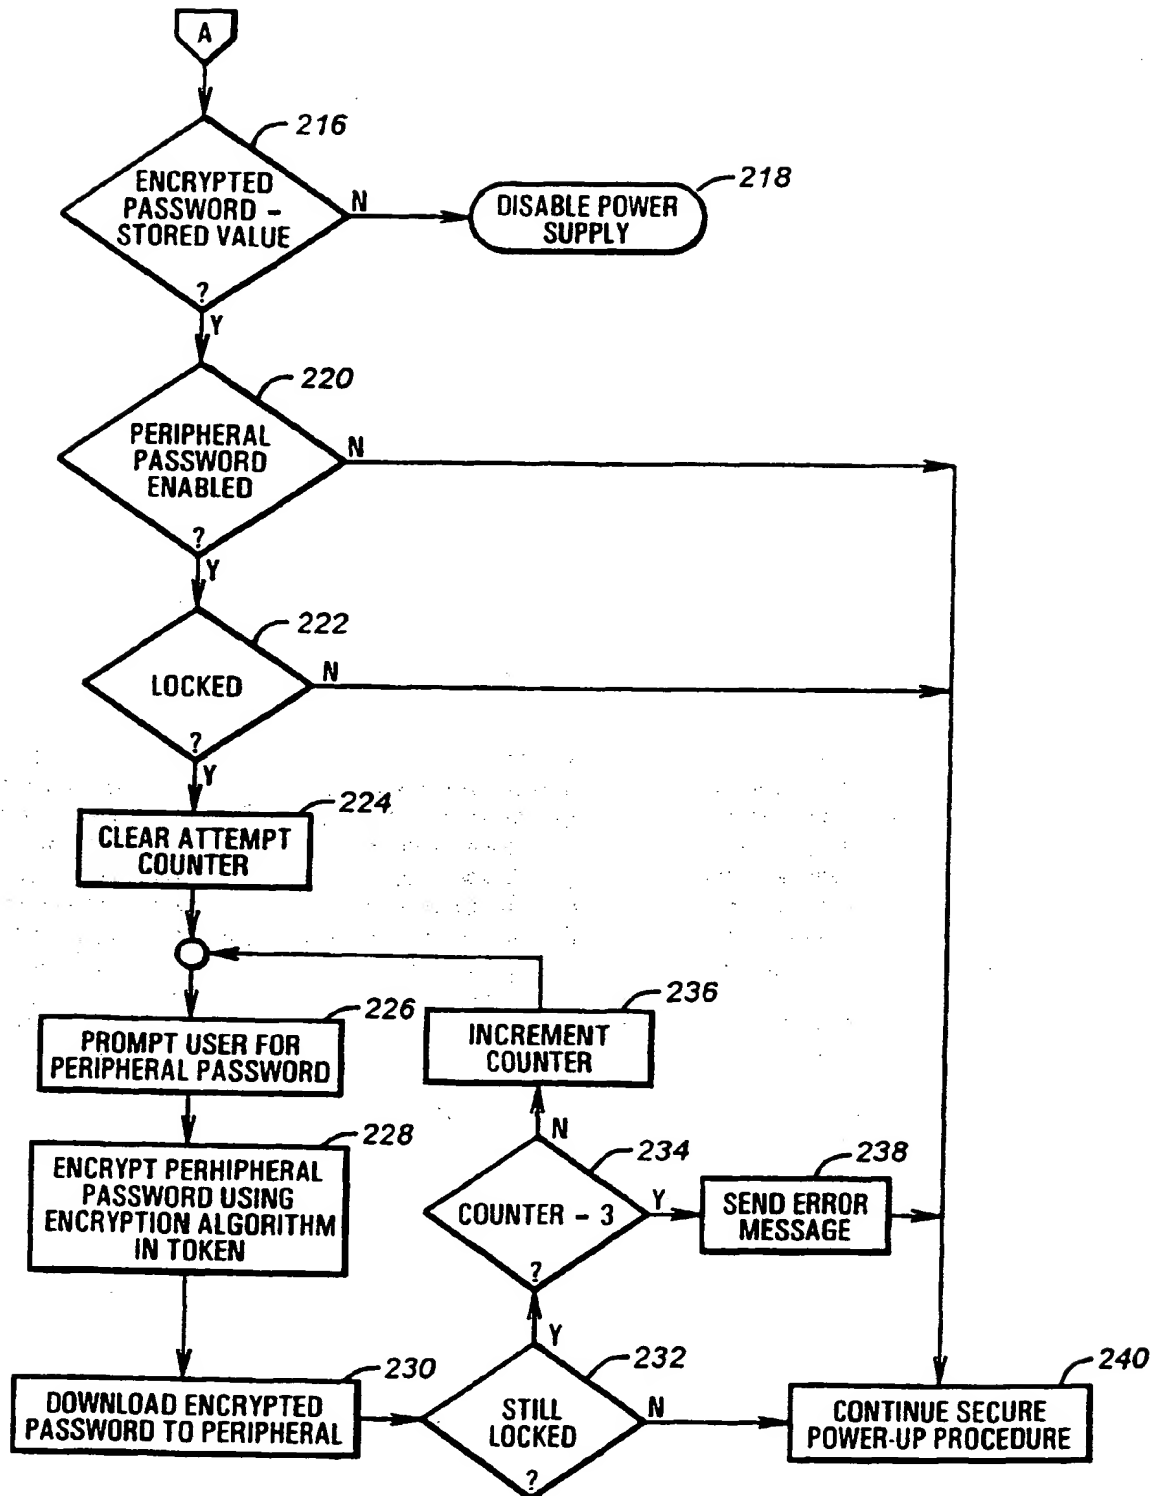 A
216
ENCRYPTED
PASSWORD -
STORED VALUE
?
N
218
DISABLE POWER
SUPPLY
Y
220
PERIPHERAL
PASSWORD
ENABLED
?
N
Y
222
LOCKED
?
N
Y
224
CLEAR ATTEMPT
COUNTER
226
PROMPT USER FOR
PERIPHERAL PASSWORD
236
INCREMENT
COUNTER
228
ENCRYPT PERHIPHERAL
PASSWORD USING
ENCRYPTION ALGORITHM
IN TOKEN
N
234
COUNTER - 3
?
Y
238
SEND ERROR
MESSAGE
Y
230
DOWNLOAD ENCRYPTED
PASSWORD TO PERIPHERAL
232
STILL
LOCKED
?
N
240
CONTINUE SECURE
POWER-UP PROCEDURE